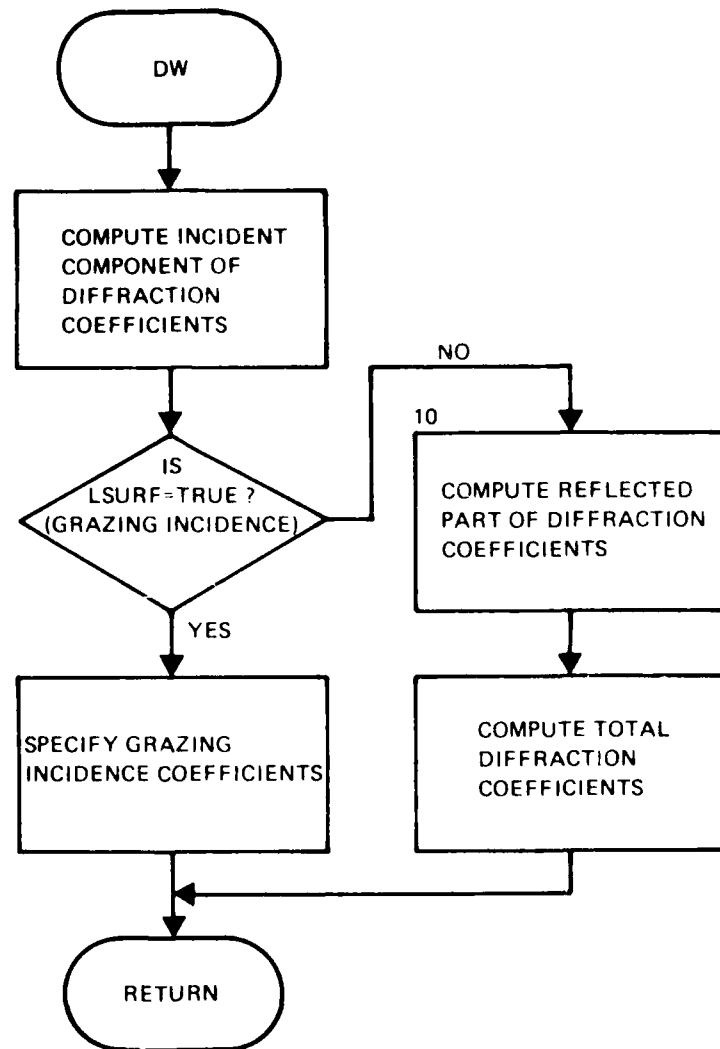 DW
COMPUTE INCIDENT
COMPONENT OF
DIFFRACTION
COEFFICIENTS
IS
LSURF=TRUE ?
(GRAZING INCIDENCE)
NO
YES
10
COMPUTE REFLECTED
PART OF DIFFRACTION
COEFFICIENTS
SPECIFY GRAZING
INCIDENCE COEFFICIENTS
COMPUTE TOTAL
DIFFRACTION
COEFFICIENTS
RETURN